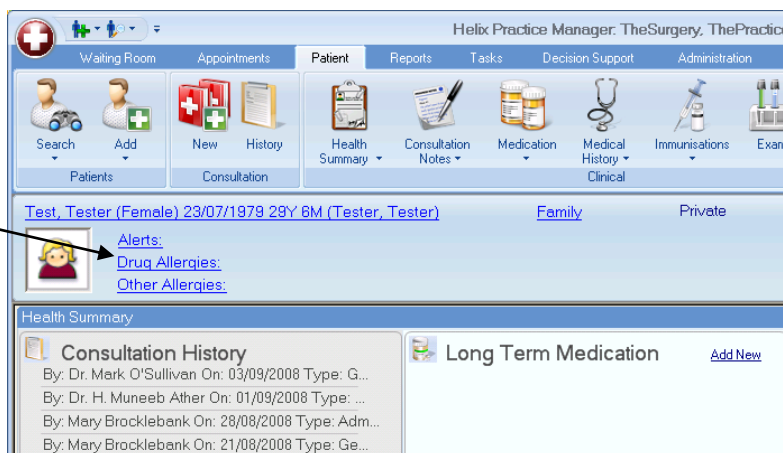 Helix Practice Manager: TheSurgery, ThePractice
Waiting Room Appointments Patient Reports Tasks Decision Support Administration
Search Add New History Health Summary Consultation Notes Medication Medical History Immunisations Exan
Patients Consultation Clinical
Test, Tester (Female) 23/07/1979 29Y 6M (Tester, Tester) Family Private
Alerts:
Drug Allergies:
Other Allergies:
Health Summary
Consultation History
By: Dr. Mark O'Sullivan On: 03/09/2008 Type: G...
By: Dr. H. Muneeb Ather On: 01/09/2008 Type: ...
By: Mary Brocklebank On: 28/08/2008 Type: Adm...
By: Mary Brocklebank On: 21/08/2008 Type: Ge...
Long Term Medication Add New